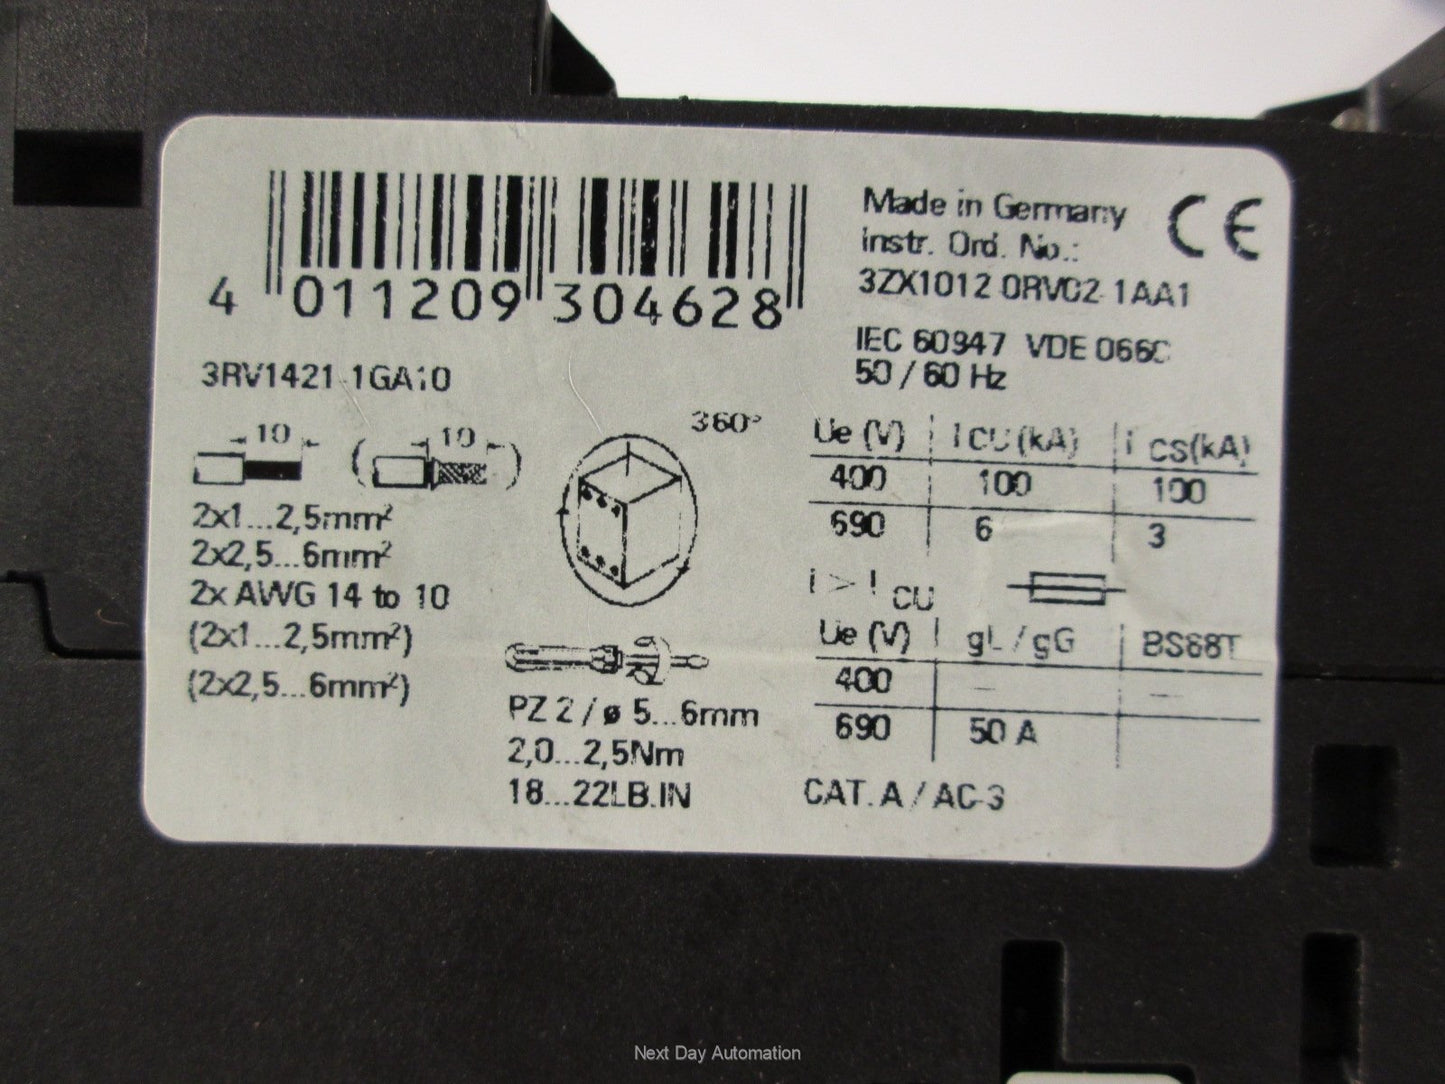 4 011209 304628
3RV1421-1GA10
Made in Germany
CE
Instr. Ord. No.:
3ZX1012-0RV02-1AA1
IEC 60947 VDE 0660
50 / 60 Hz
10
(10)
2x1...2,5mm²
2x2,5...6mm²
2x AWG 14 to 10
(2x1...2,5mm²)
(2x2,5...6mm²)
360°
PZ 2 / ø 5...6mm
2,0...2,5Nm
18...22LB.IN
Ue (V) | I CU (kA) | I CS(kA)
400 | 100 | 100
690 | 6 | 3
I > I CU
Ue (V) | gL / gG | BS88T
400 | — | —
690 | 50 A |
CAT. A / AC-3
Next Day Automation